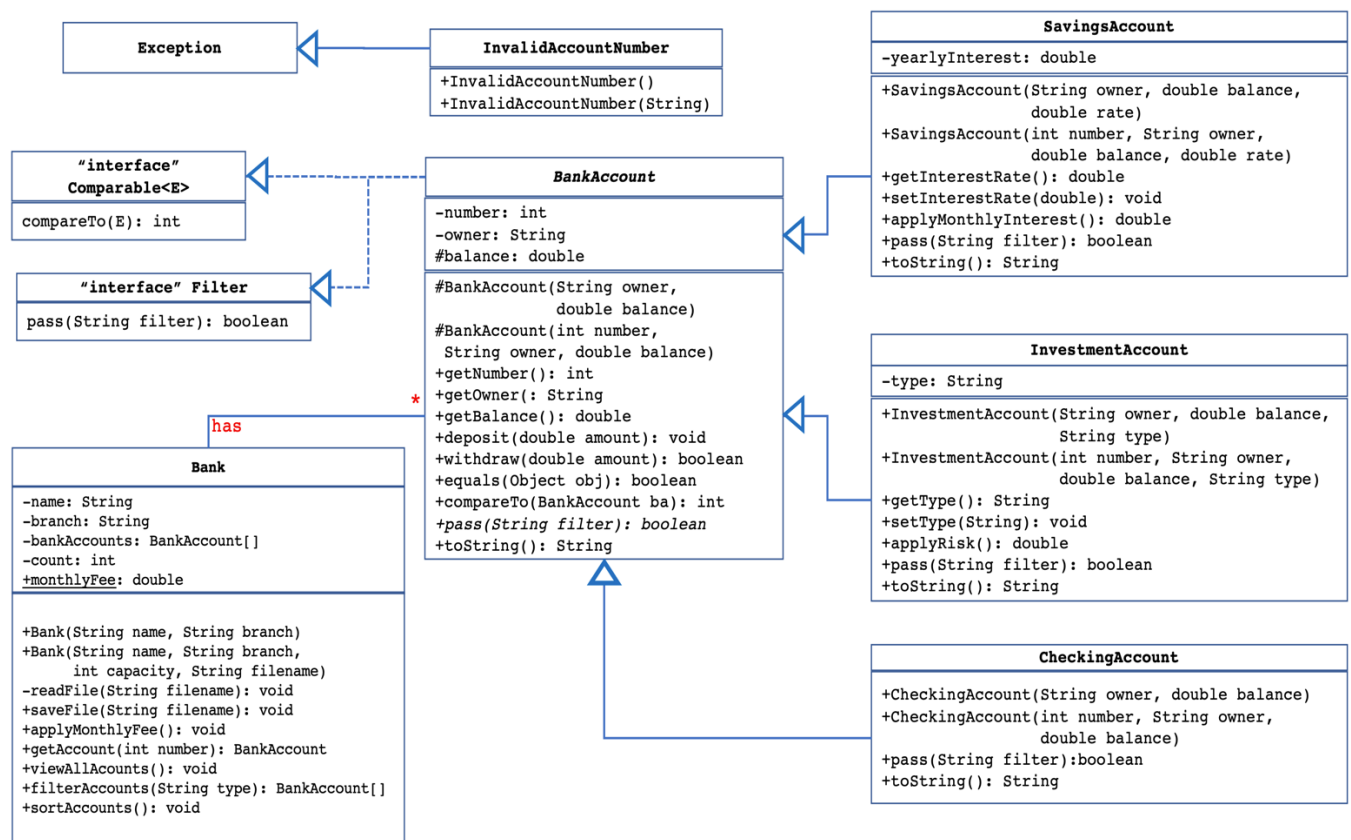 Exception
InvalidAccountNumber
+InvalidAccountNumber()
+InvalidAccountNumber(String)
“interface”
Comparable<E>
compareTo(E): int
“interface” Filter
pass(String filter): boolean
BankAccount
-number: int
-owner: String
#balance: double
#BankAccount(String owner,
double balance)
#BankAccount(int number,
String owner, double balance)
+getNumber(): int
+getOwner(: String
+getBalance(): double
+deposit(double amount): void
+withdraw(double amount): boolean
+equals(Object obj): boolean
+compareTo(BankAccount ba): int
+pass(String filter): boolean
+toString(): String
*
has
Bank
-name: String
-branch: String
-bankAccounts: BankAccount[]
-count: int
+monthlyFee: double
+Bank(String name, String branch)
+Bank(String name, String branch,
int capacity, String filename)
-readFile(String filename): void
+saveFile(String filename): void
+applyMonthlyFee(): void
+getAccount(int number): BankAccount
+viewAllAcounts(): void
+filterAccounts(String type): BankAccount[]
+sortAccounts(): void
SavingsAccount
-yearlyInterest: double
+SavingsAccount(String owner, double balance,
double rate)
+SavingsAccount(int number, String owner,
double balance, double rate)
+getInterestRate(): double
+setInterestRate(double): void
+applyMonthlyInterest(): double
+pass(String filter): boolean
+toString(): String
InvestmentAccount
-type: String
+InvestmentAccount(String owner, double balance,
String type)
+InvestmentAccount(int number, String owner,
double balance, String type)
+getType(): String
+setType(String): void
+applyRisk(): double
+pass(String filter): boolean
+toString(): String
CheckingAccount
+CheckingAccount(String owner, double balance)
+CheckingAccount(int number, String owner,
double balance)
+pass(String filter):boolean
+toString(): String